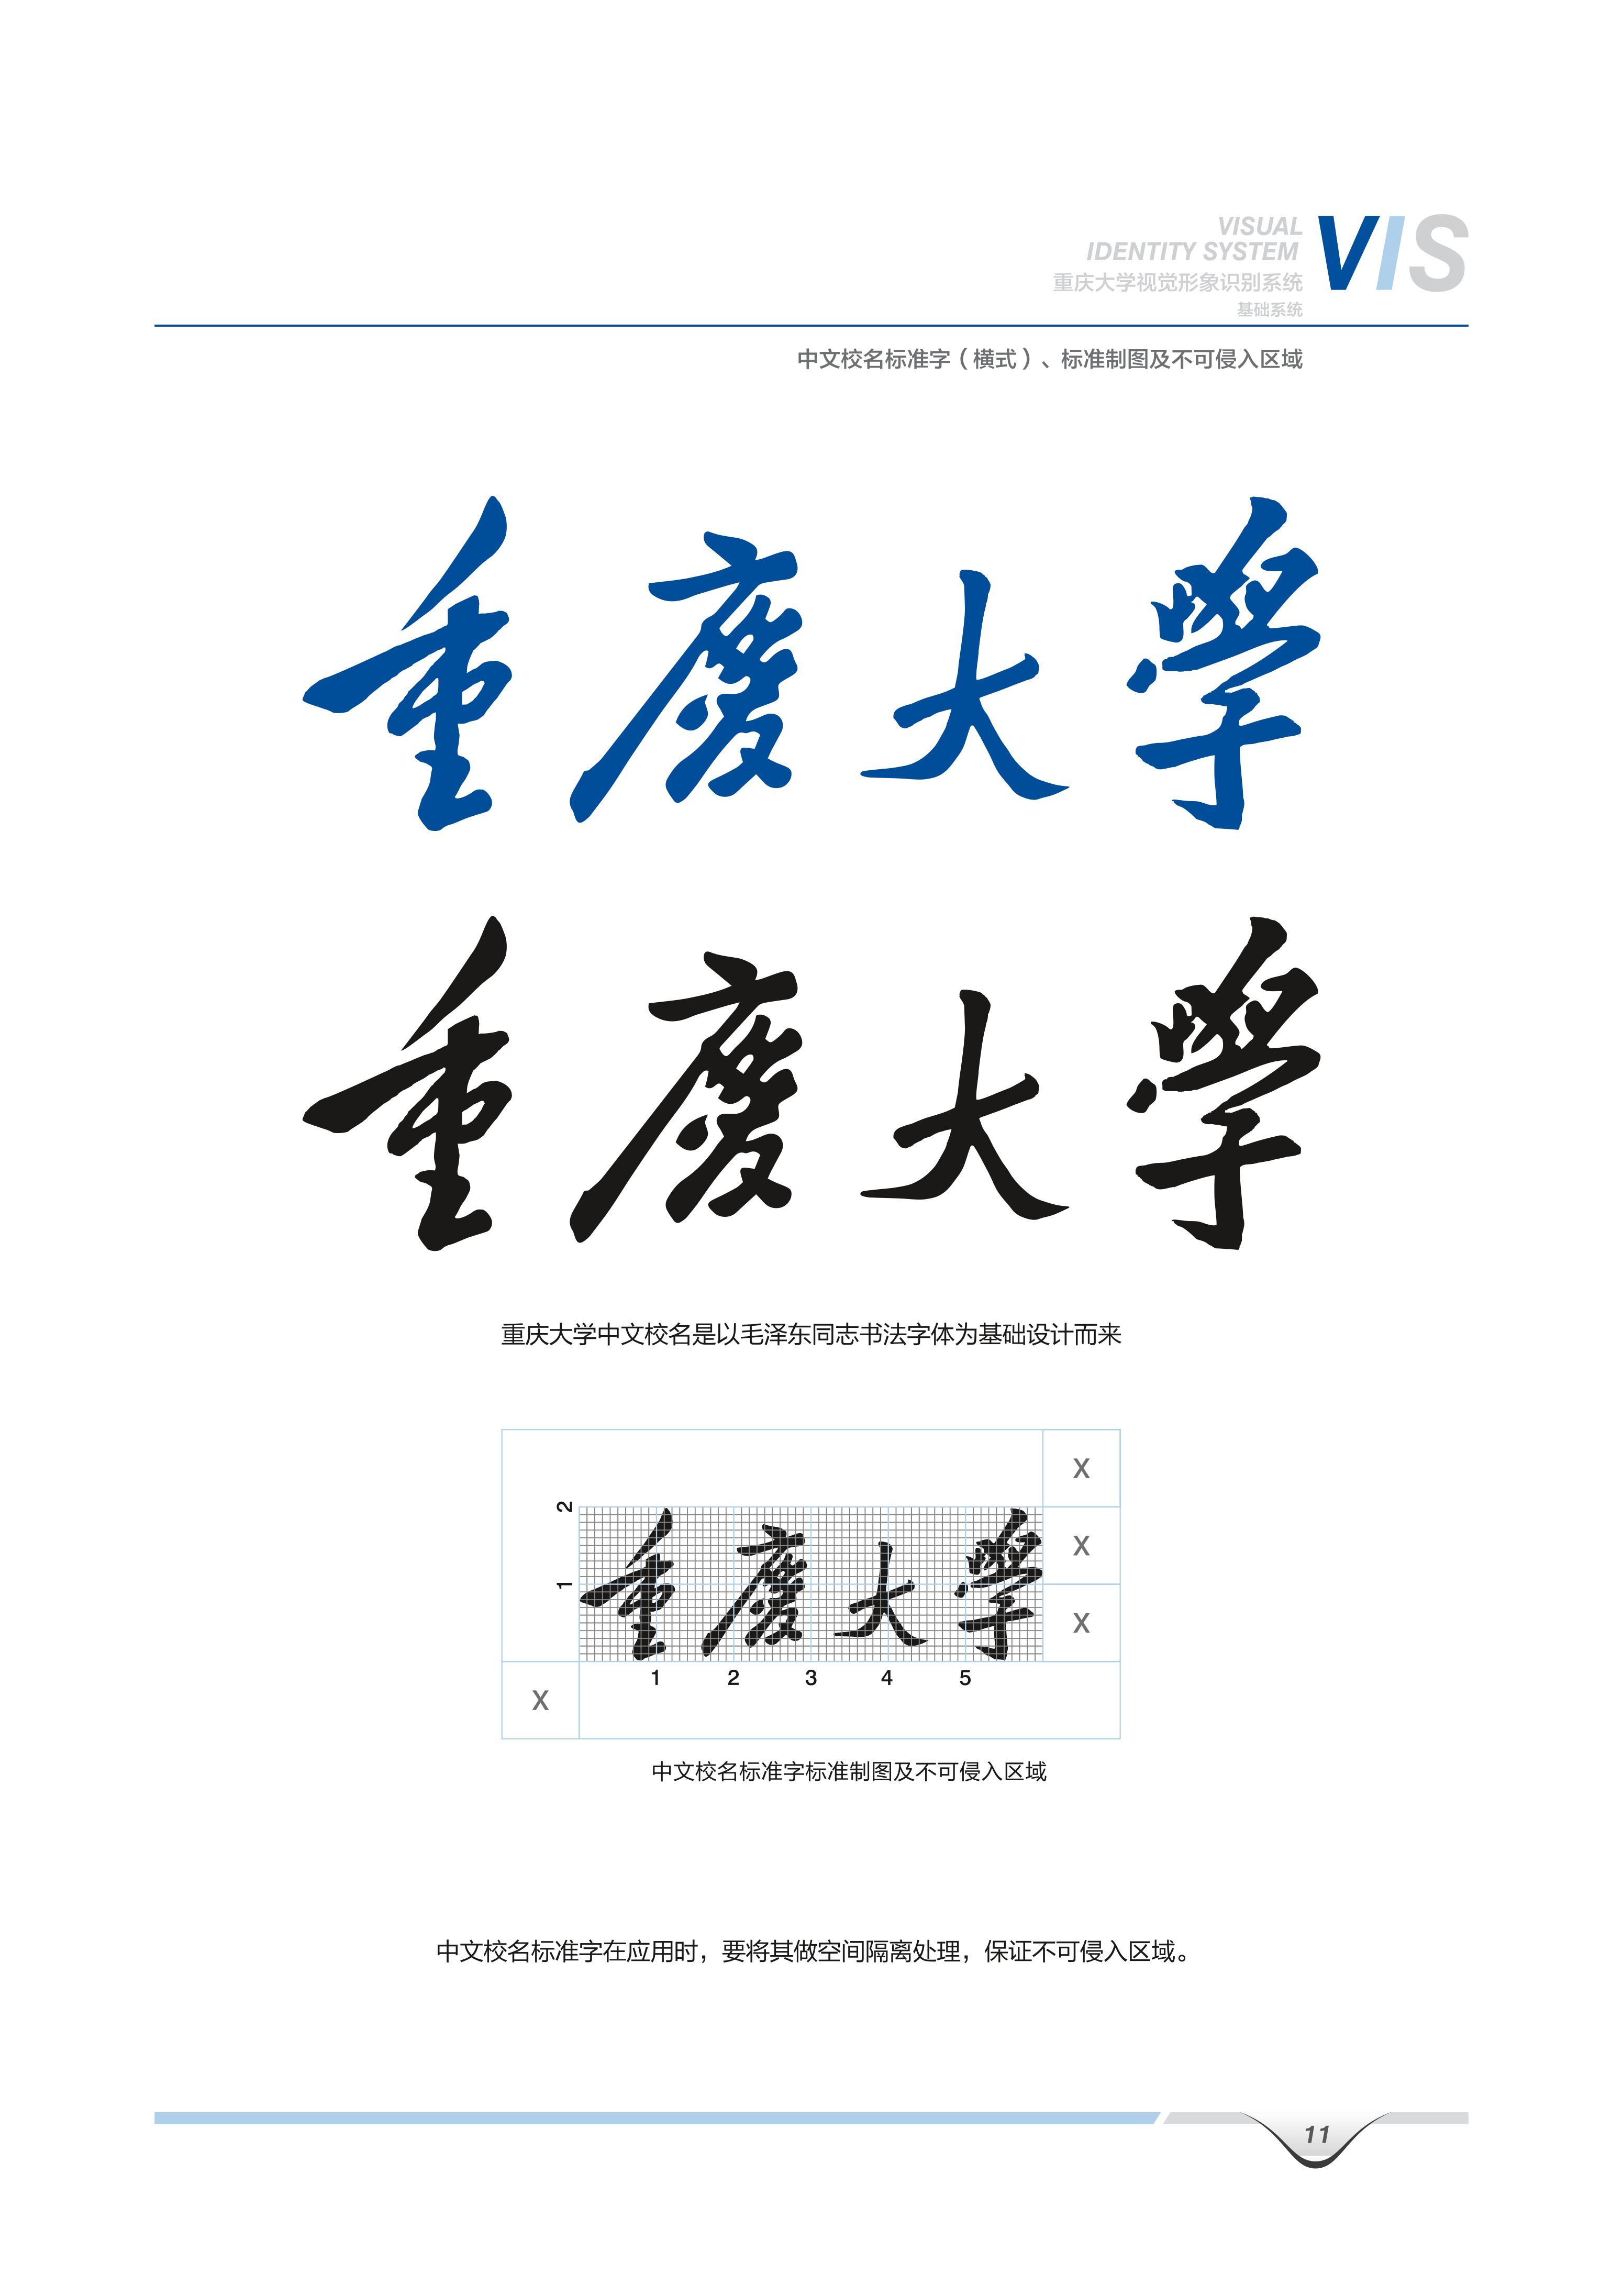 VISUAL
IDENTITY SYSTEM
VIS
重庆大学视觉形象识别系统
基础系统
中文校名标准字（横式）、标准制图及不可侵入区域
重慶大學
重慶大學
重庆大学中文校名是以毛泽东同志书法字体为基础设计而来
X
2
X
重慶大學
1
X
1 2 3 4 5
X
中文校名标准字标准制图及不可侵入区域
中文校名标准字在应用时，要将其做空间隔离处理，保证不可侵入区域。
11